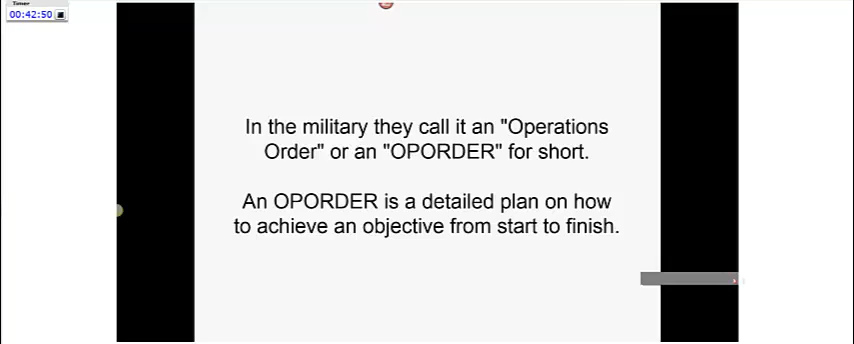 Timer
00:42:50
In the military they call it an "Operations
Order" or an "OPORDER" for short.
An OPORDER is a detailed plan on how
to achieve an objective from start to finish.